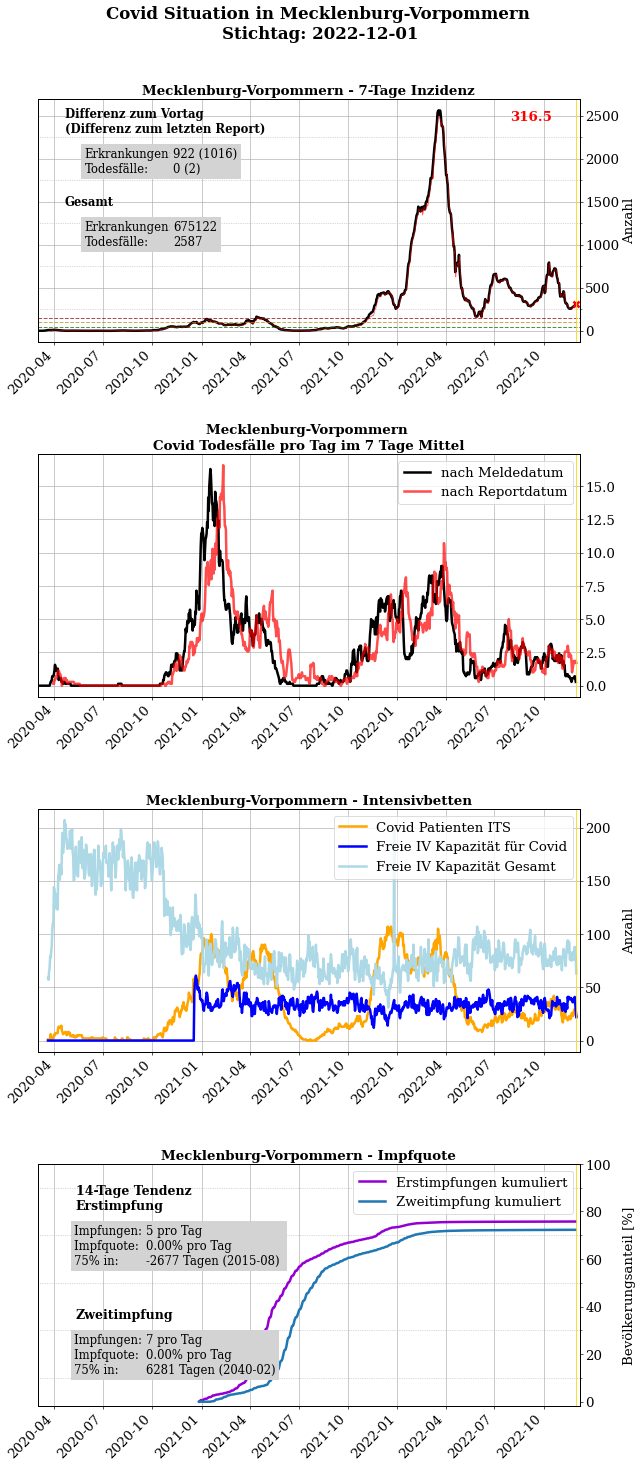 Covid Situation in Mecklenburg-Vorpommern
Stichtag: 2022-12-01
Mecklenburg-Vorpommern - 7-Tage Inzidenz
Differenz zum Vortag
(Differenz zum letzten Report)
Erkrankungen 922 (1016)
Todesfälle: 0 (2)
Gesamt
Erkrankungen 675122
Todesfälle: 2587
316.5
2500
2000
1500
1000
500
0
Anzahl
2020-04 2020-07 2020-10 2021-01 2021-04 2021-07 2021-10 2022-01 2022-04 2022-07 2022-10
Mecklenburg-Vorpommern
Covid Todesfälle pro Tag im 7 Tage Mittel
nach Meldedatum
nach Reportdatum
15.0
12.5
10.0
7.5
5.0
2.5
0.0
2020-04 2020-07 2020-10 2021-01 2021-04 2021-07 2021-10 2022-01 2022-04 2022-07 2022-10
Mecklenburg-Vorpommern - Intensivbetten
Covid Patienten ITS
Freie IV Kapazität für Covid
Freie IV Kapazität Gesamt
200
150
100
50
0
Anzahl
2020-04 2020-07 2020-10 2021-01 2021-04 2021-07 2021-10 2022-01 2022-04 2022-07 2022-10
Mecklenburg-Vorpommern - Impfquote
14-Tage Tendenz
Erstimpfung
Impfungen: 5 pro Tag
Impfquote: 0.00% pro Tag
75% in: -2677 Tagen (2015-08)
Zweitimpfung
Impfungen: 7 pro Tag
Impfquote: 0.00% pro Tag
75% in: 6281 Tagen (2040-02)
Erstimpfungen kumuliert
Zweitimpfung kumuliert
100
80
60
40
20
0
Bevölkerungsanteil [%]
2020-04 2020-07 2020-10 2021-01 2021-04 2021-07 2021-10 2022-01 2022-04 2022-07 2022-10